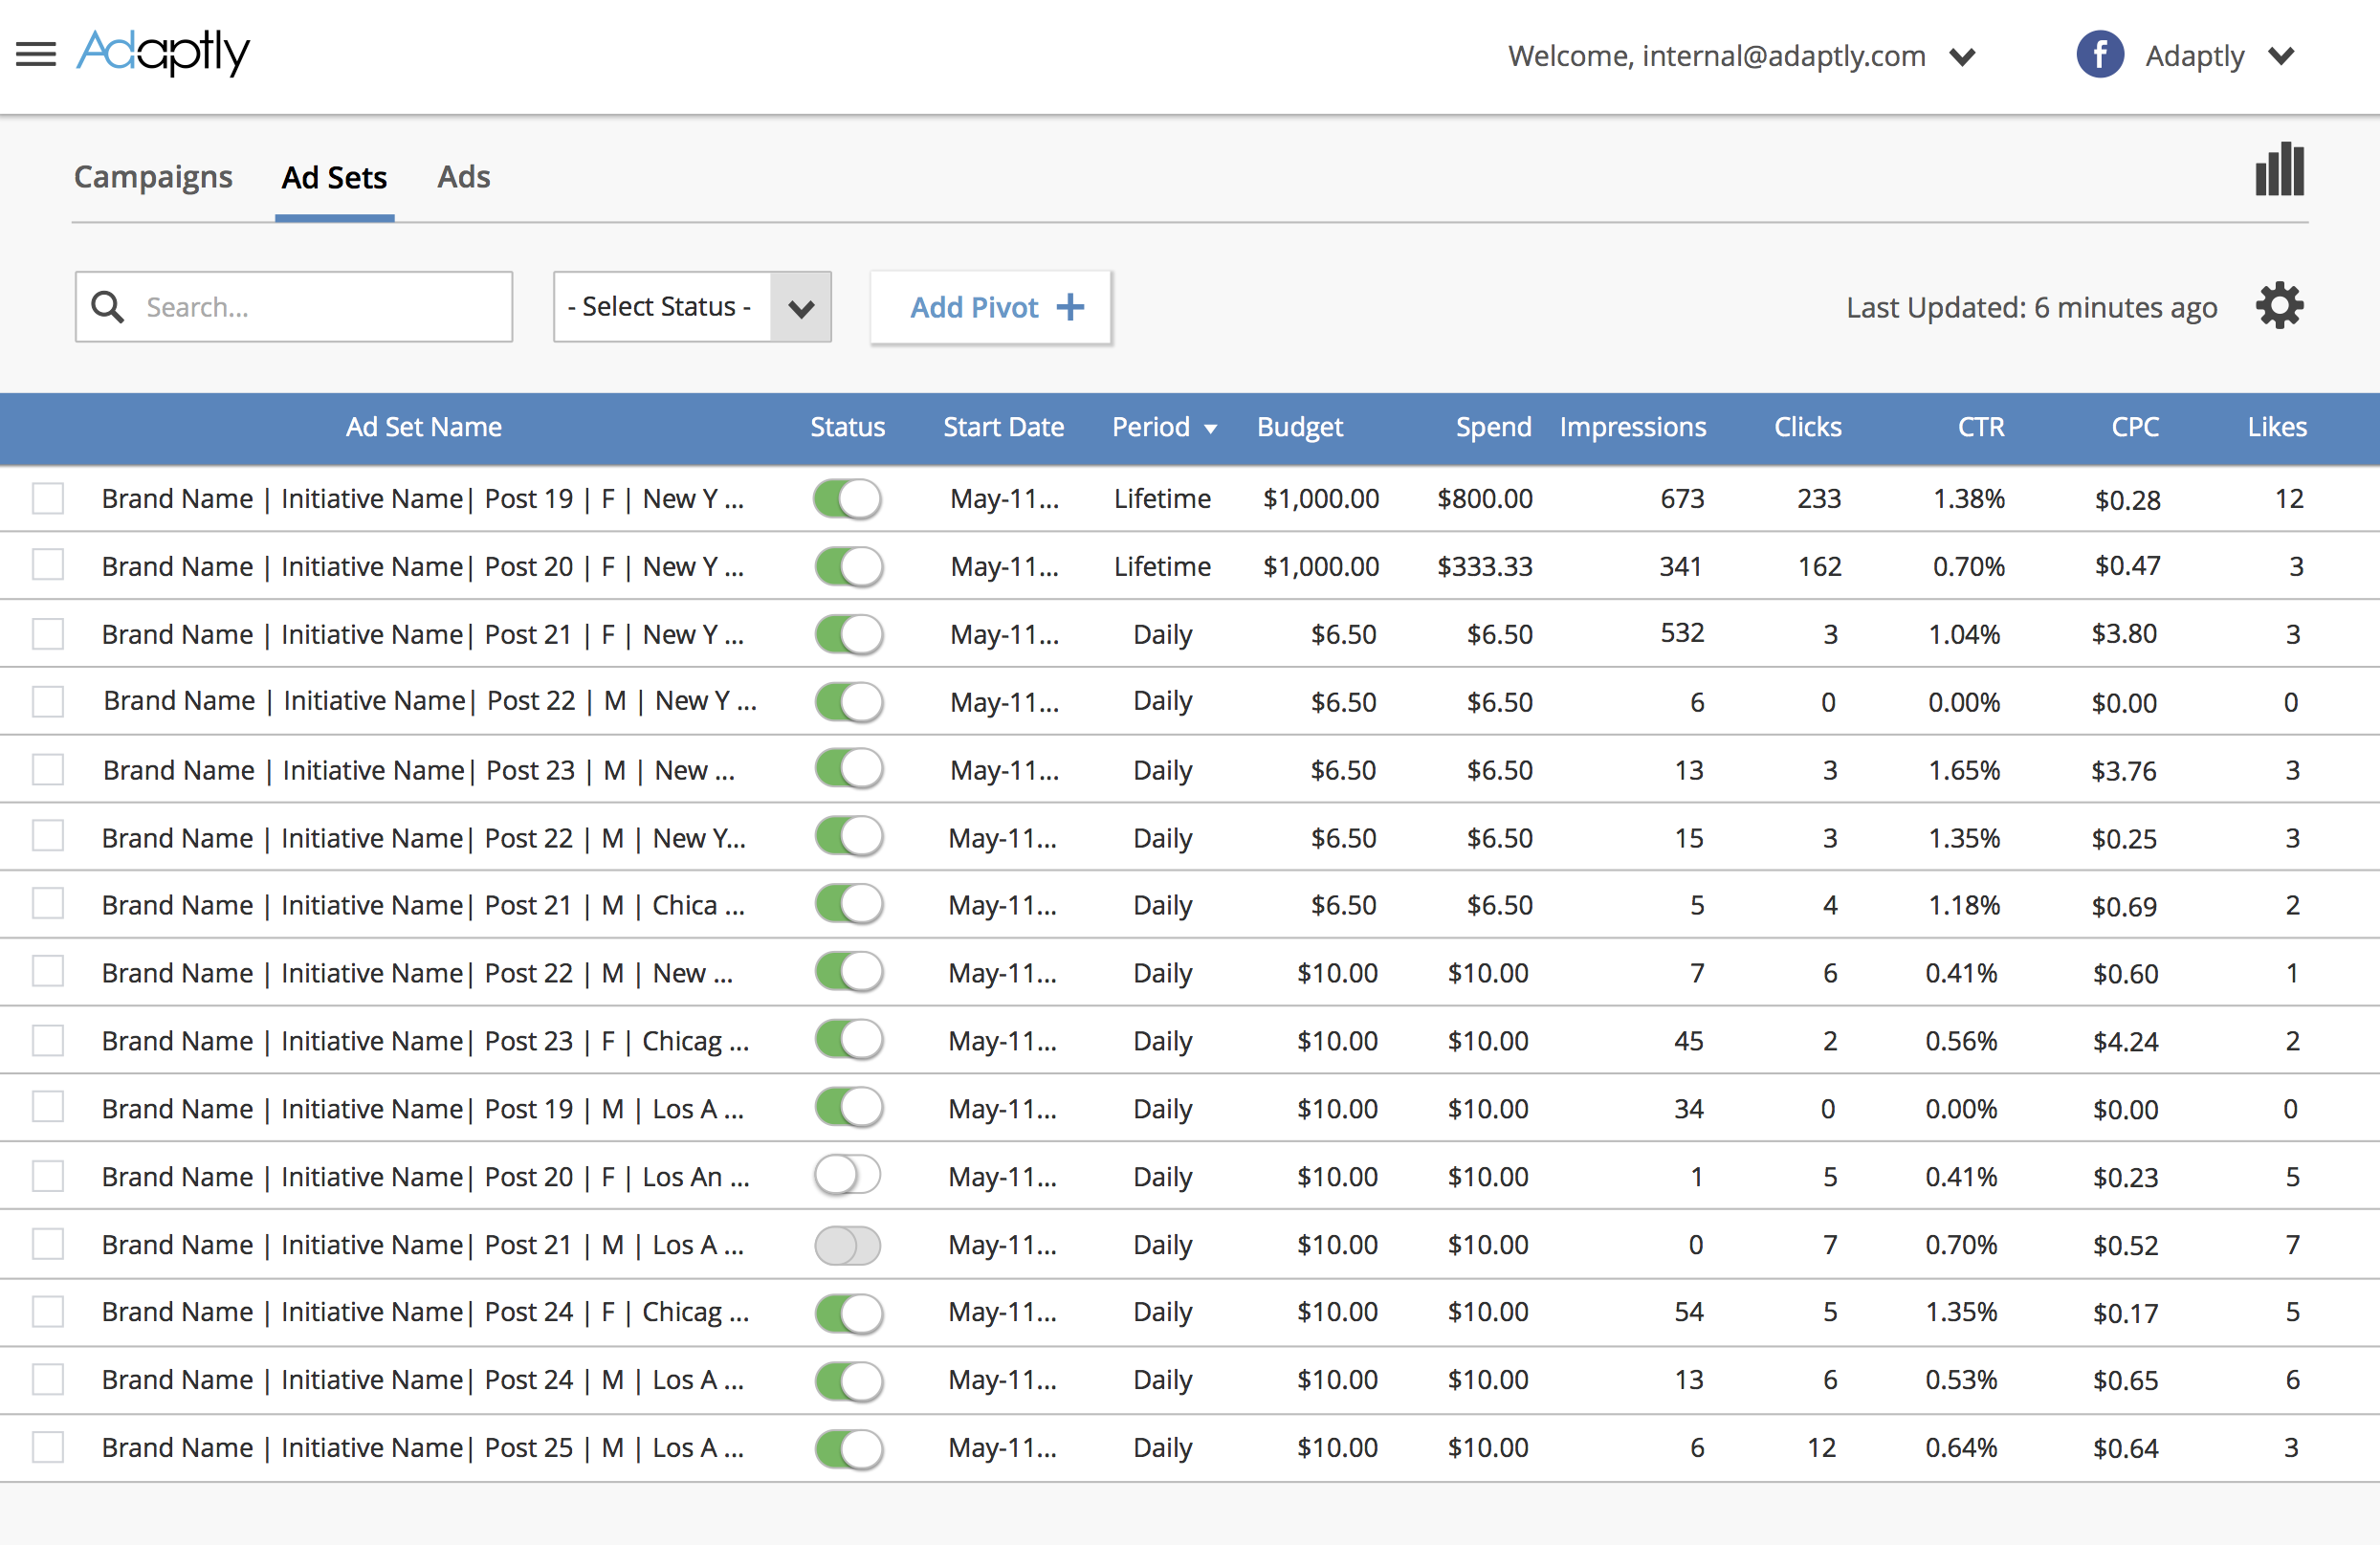 Adaptly Welcome, internal@adaptly.com f Adaptly
Campaigns Ad Sets Ads
Search... - Select Status - Add Pivot + Last Updated: 6 minutes ago
Ad Set Name Status Start Date Period Budget Spend Impressions Clicks CTR CPC Likes
Brand Name | Initiative Name| Post 19 | F | New Y ... May-11... Lifetime $1,000.00 $800.00 673 233 1.38% $0.28 12
Brand Name | Initiative Name| Post 20 | F | New Y ... May-11... Lifetime $1,000.00 $333.33 341 162 0.70% $0.47 3
Brand Name | Initiative Name| Post 21 | F | New Y ... May-11... Daily $6.50 $6.50 532 3 1.04% $3.80 3
Brand Name | Initiative Name| Post 22 | M | New Y ... May-11... Daily $6.50 $6.50 6 0 0.00% $0.00 0
Brand Name | Initiative Name| Post 23 | M | New ... May-11... Daily $6.50 $6.50 13 3 1.65% $3.76 3
Brand Name | Initiative Name| Post 22 | M | New Y... May-11... Daily $6.50 $6.50 15 3 1.35% $0.25 3
Brand Name | Initiative Name| Post 21 | M | Chica ... May-11... Daily $6.50 $6.50 5 4 1.18% $0.69 2
Brand Name | Initiative Name| Post 22 | M | New ... May-11... Daily $10.00 $10.00 7 6 0.41% $0.60 1
Brand Name | Initiative Name| Post 23 | F | Chicag ... May-11... Daily $10.00 $10.00 45 2 0.56% $4.24 2
Brand Name | Initiative Name| Post 19 | M | Los A ... May-11... Daily $10.00 $10.00 34 0 0.00% $0.00 0
Brand Name | Initiative Name| Post 20 | F | Los An ... May-11... Daily $10.00 $10.00 1 5 0.41% $0.23 5
Brand Name | Initiative Name| Post 21 | M | Los A ... May-11... Daily $10.00 $10.00 0 7 0.70% $0.52 7
Brand Name | Initiative Name| Post 24 | F | Chicag ... May-11... Daily $10.00 $10.00 54 5 1.35% $0.17 5
Brand Name | Initiative Name| Post 24 | M | Los A ... May-11... Daily $10.00 $10.00 13 6 0.53% $0.65 6
Brand Name | Initiative Name| Post 25 | M | Los A ... May-11... Daily $10.00 $10.00 6 12 0.64% $0.64 3